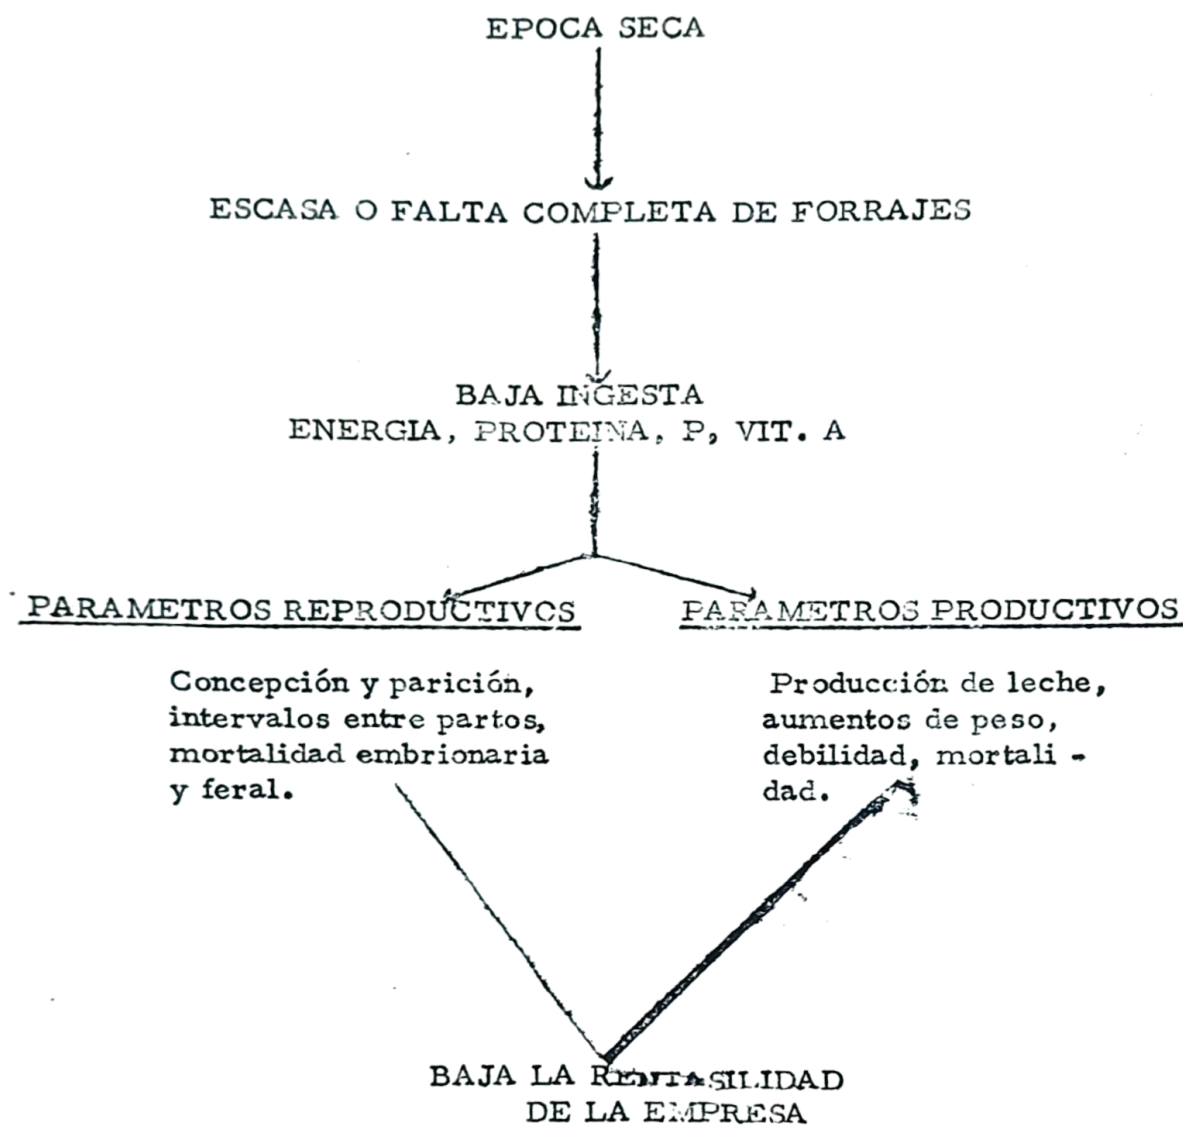 EPOCA SECA
ESCASA O FALTA COMPLETA DE FORRAJES
BAJA INGESTA
ENERGIA, PROTEINA, P, VIT. A
PARAMETROS REPRODUCTIVOS
Concepción y parición,
intervalos entre partos,
mortalidad embrionaria
y feral.
PARAMETROS PRODUCTIVOS
Producción de leche,
aumentos de peso,
debilidad, mortali -
dad.
BAJA LA RENTASILIDAD
DE LA EMPRESA